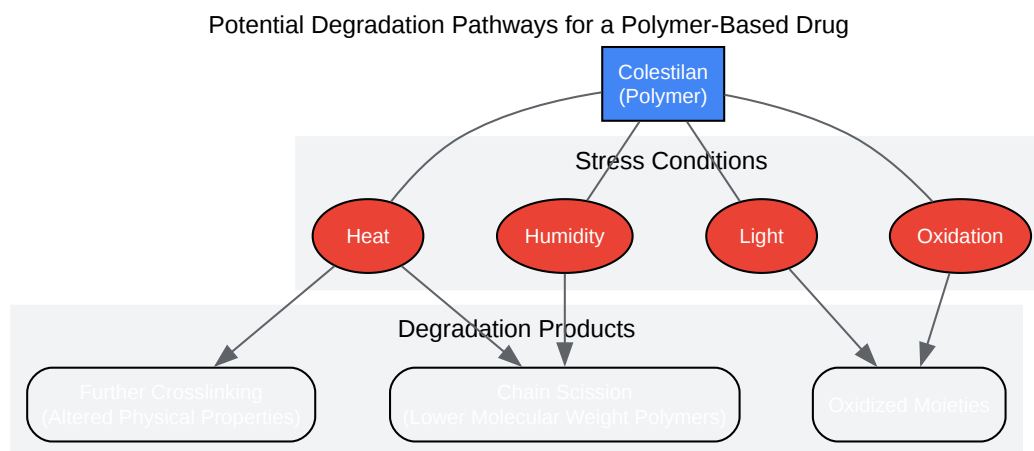 Potential Degradation Pathways for a Polymer-Based Drug
Colestilan
(Polymer)
Stress Conditions
Heat
Humidity
Light
Oxidation
Degradation Products
Further Crosslinking
(Altered Physical Properties)
Chain Scission
(Lower Molecular Weight Polymers)
Oxidized Moieties